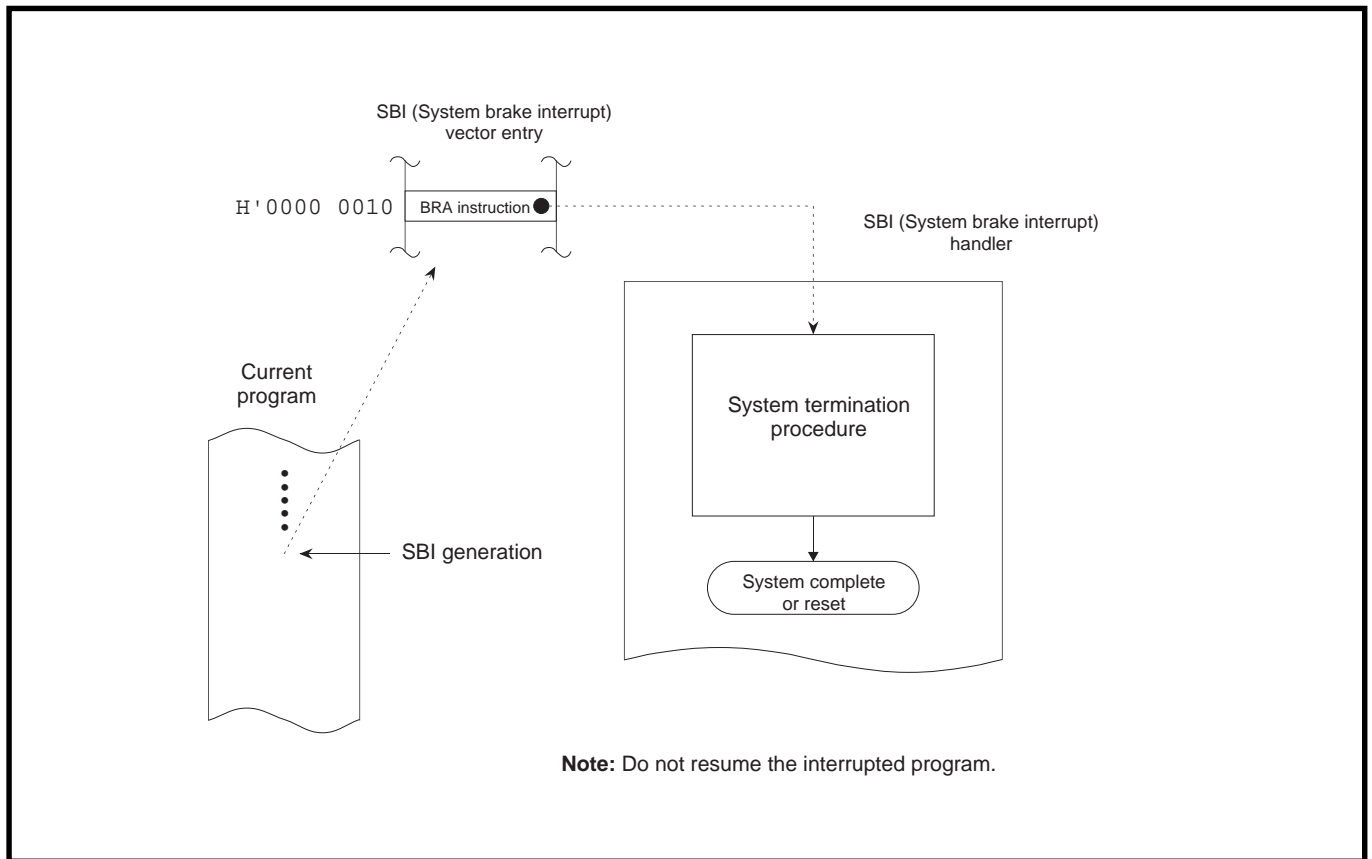 SBI (System brake interrupt)
vector entry
H'0000 0010
BRA instruction
SBI (System brake interrupt)
handler
Current
program
System termination
procedure
SBI generation
System complete
or reset
Note: Do not resume the interrupted program.